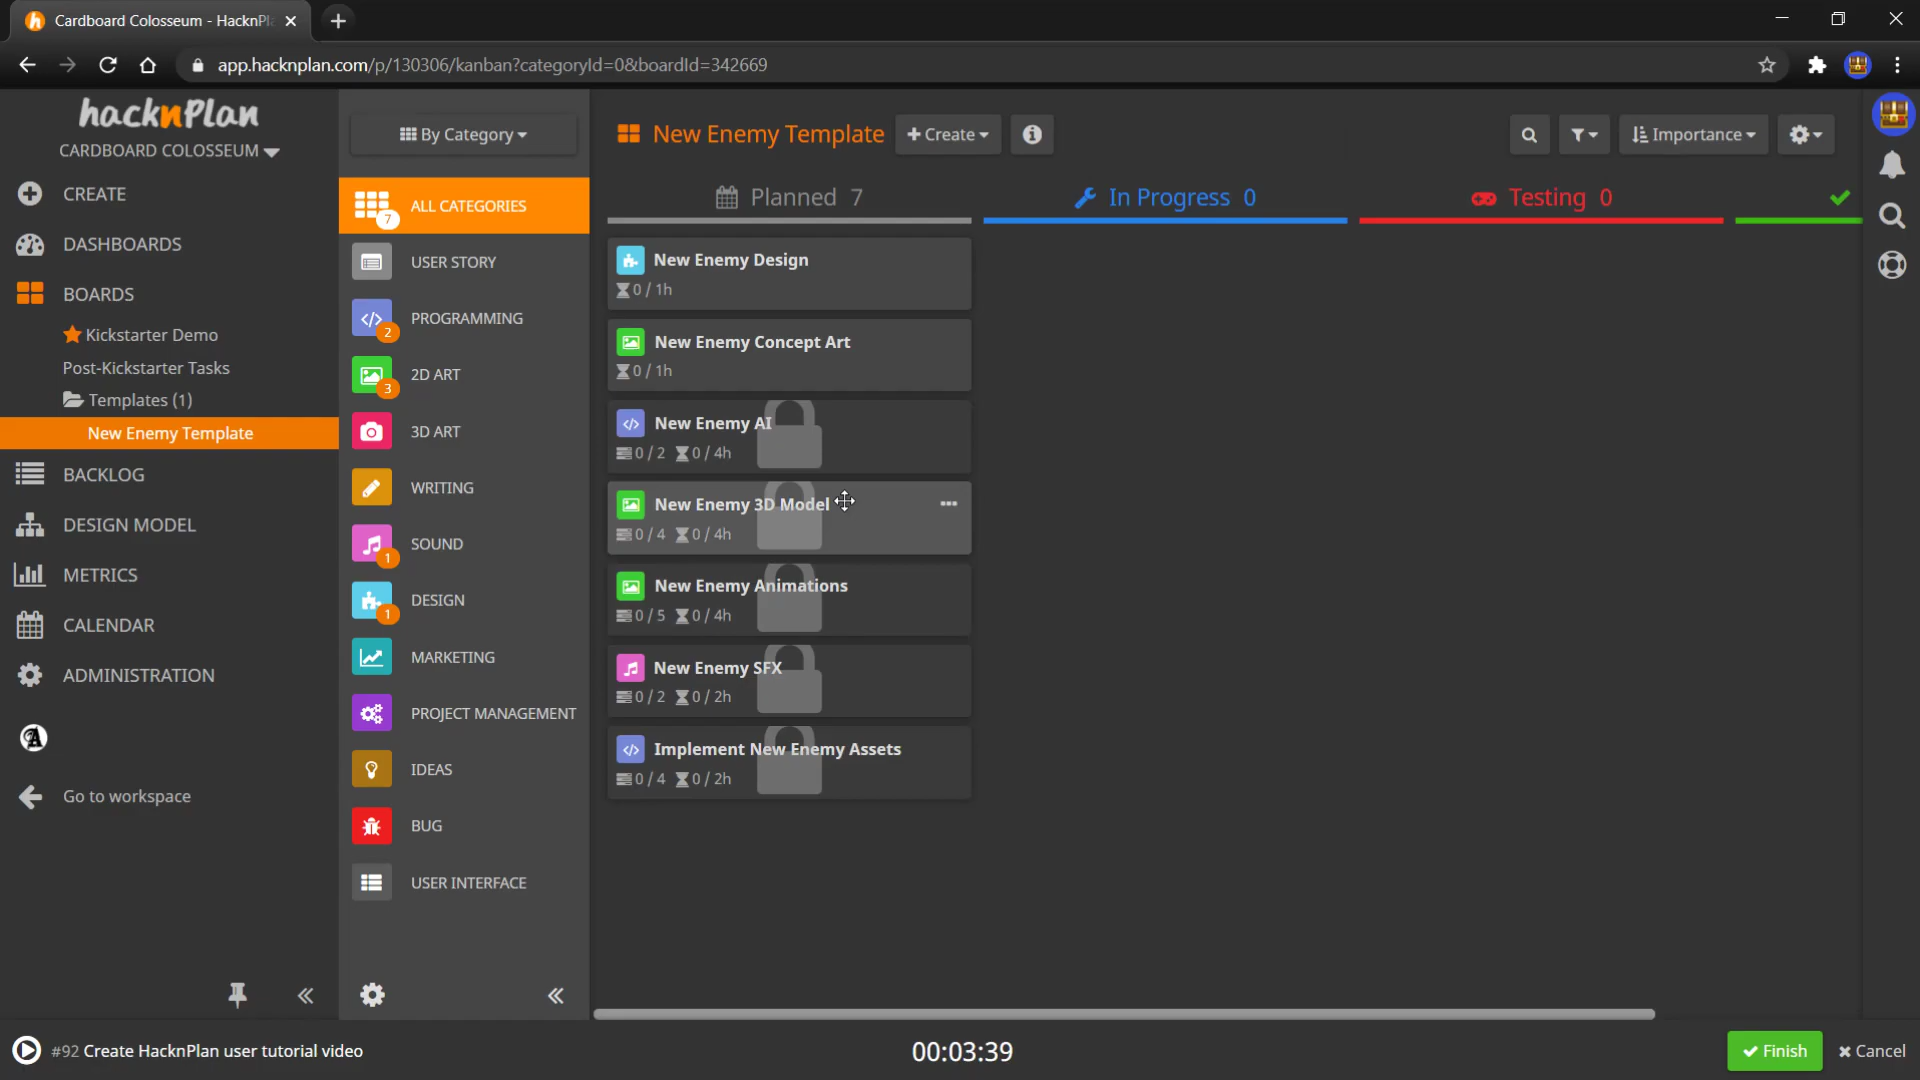 Cardboard Colosseum - HacknPl
app.hacknplan.com/p/130306/kanban?categoryId=0&boardId=342669
hacknPlan
CARDBOARD COLOSSEUM
CREATE
DASHBOARDS
BOARDS
Kickstarter Demo
Post-Kickstarter Tasks
Templates (1)
New Enemy Template
BACKLOG
DESIGN MODEL
METRICS
CALENDAR
ADMINISTRATION
Go to workspace
By Category
7
ALL CATEGORIES
USER STORY
2
PROGRAMMING
3
2D ART
3D ART
WRITING
1
SOUND
1
DESIGN
MARKETING
PROJECT MANAGEMENT
IDEAS
BUG
USER INTERFACE
New Enemy Template
Create
Importance
Planned 7
In Progress 0
Testing 0
New Enemy Design
0 / 1h
New Enemy Concept Art
0 / 1h
New Enemy AI
0 / 2 0 / 4h
New Enemy 3D Model
0 / 4 0 / 4h
New Enemy Animations
0 / 5 0 / 4h
New Enemy SFX
0 / 2 0 / 2h
Implement New Enemy Assets
0 / 4 0 / 2h
#92 Create HacknPlan user tutorial video
00:03:39
Finish
Cancel